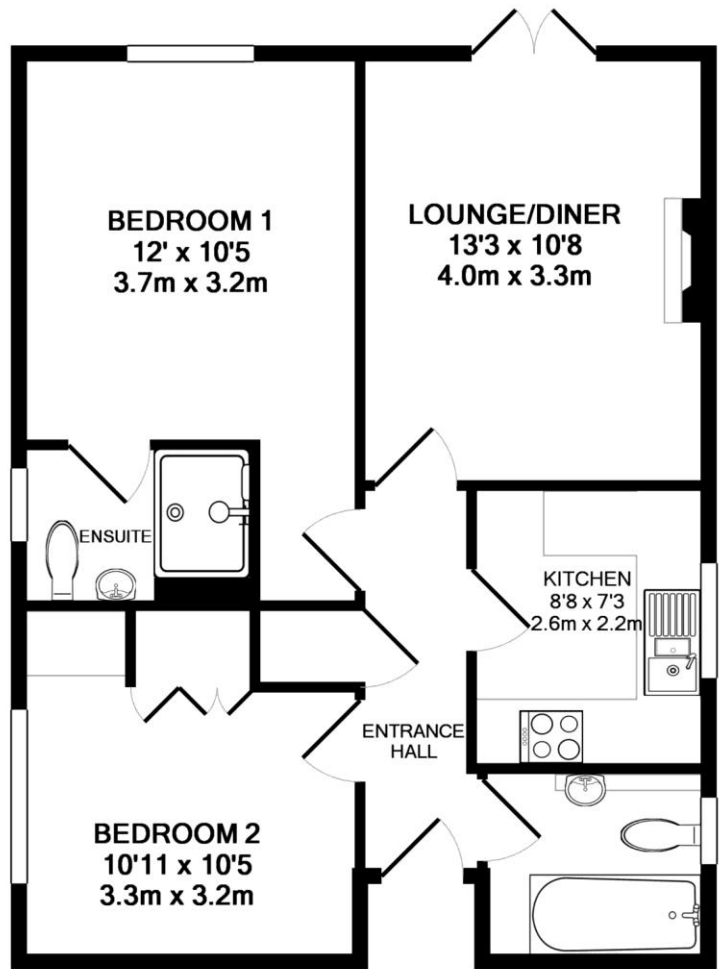 BEDROOM 1
12' x 10'5
3.7m x 3.2m
LOUNGE/DINER
13'3 x 10'8
4.0m x 3.3m
ENSUITE
KITCHEN
8'8 x 7'3
2.6m x 2.2m
ENTRANCE
HALL
BEDROOM 2
10'11 x 10'5
3.3m x 3.2m